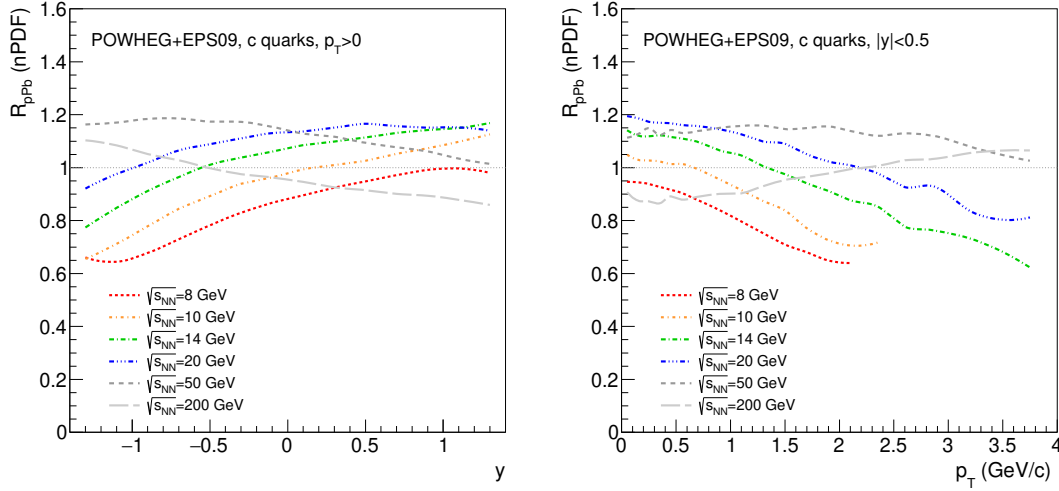 R_pPb (nPDF)
1.6
1.4
1.2
1
0.8
0.6
0.4
0.2
0
POWHEG+EPS09, c quarks, p_T>0
√s_NN=8 GeV
√s_NN=10 GeV
√s_NN=14 GeV
√s_NN=20 GeV
√s_NN=50 GeV
√s_NN=200 GeV
−1 −0.5 0 0.5 1
y
R_pPb (nPDF)
1.6
1.4
1.2
1
0.8
0.6
0.4
0.2
0
POWHEG+EPS09, c quarks, |y|<0.5
√s_NN=8 GeV
√s_NN=10 GeV
√s_NN=14 GeV
√s_NN=20 GeV
√s_NN=50 GeV
√s_NN=200 GeV
0 0.5 1 1.5 2 2.5 3 3.5 4
p_T (GeV/c)